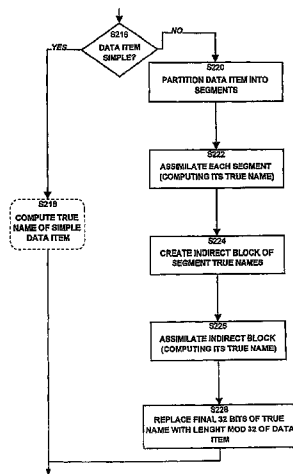 S216
DATA ITEM
SIMPLE?
YES
NO
S220
PARTITION DATA ITEM INTO
SEGMENTS
S222
ASSIMILATE EACH SEGMENT
(COMPUTING ITS TRUE NAME)
S218
COMPUTE TRUE
NAME OF SIMPLE
DATA ITEM
S224
CREATE INDIRECT BLOCK OF
SEGMENT TRUE NAMES
S226
ASSIMILATE INDIRECT BLOCK
(COMPUTING ITS TRUE NAME)
S228
REPLACE FINAL 32 BITS OF TRUE
NAME WITH LENGHT MOD 32 OF DATA
ITEM